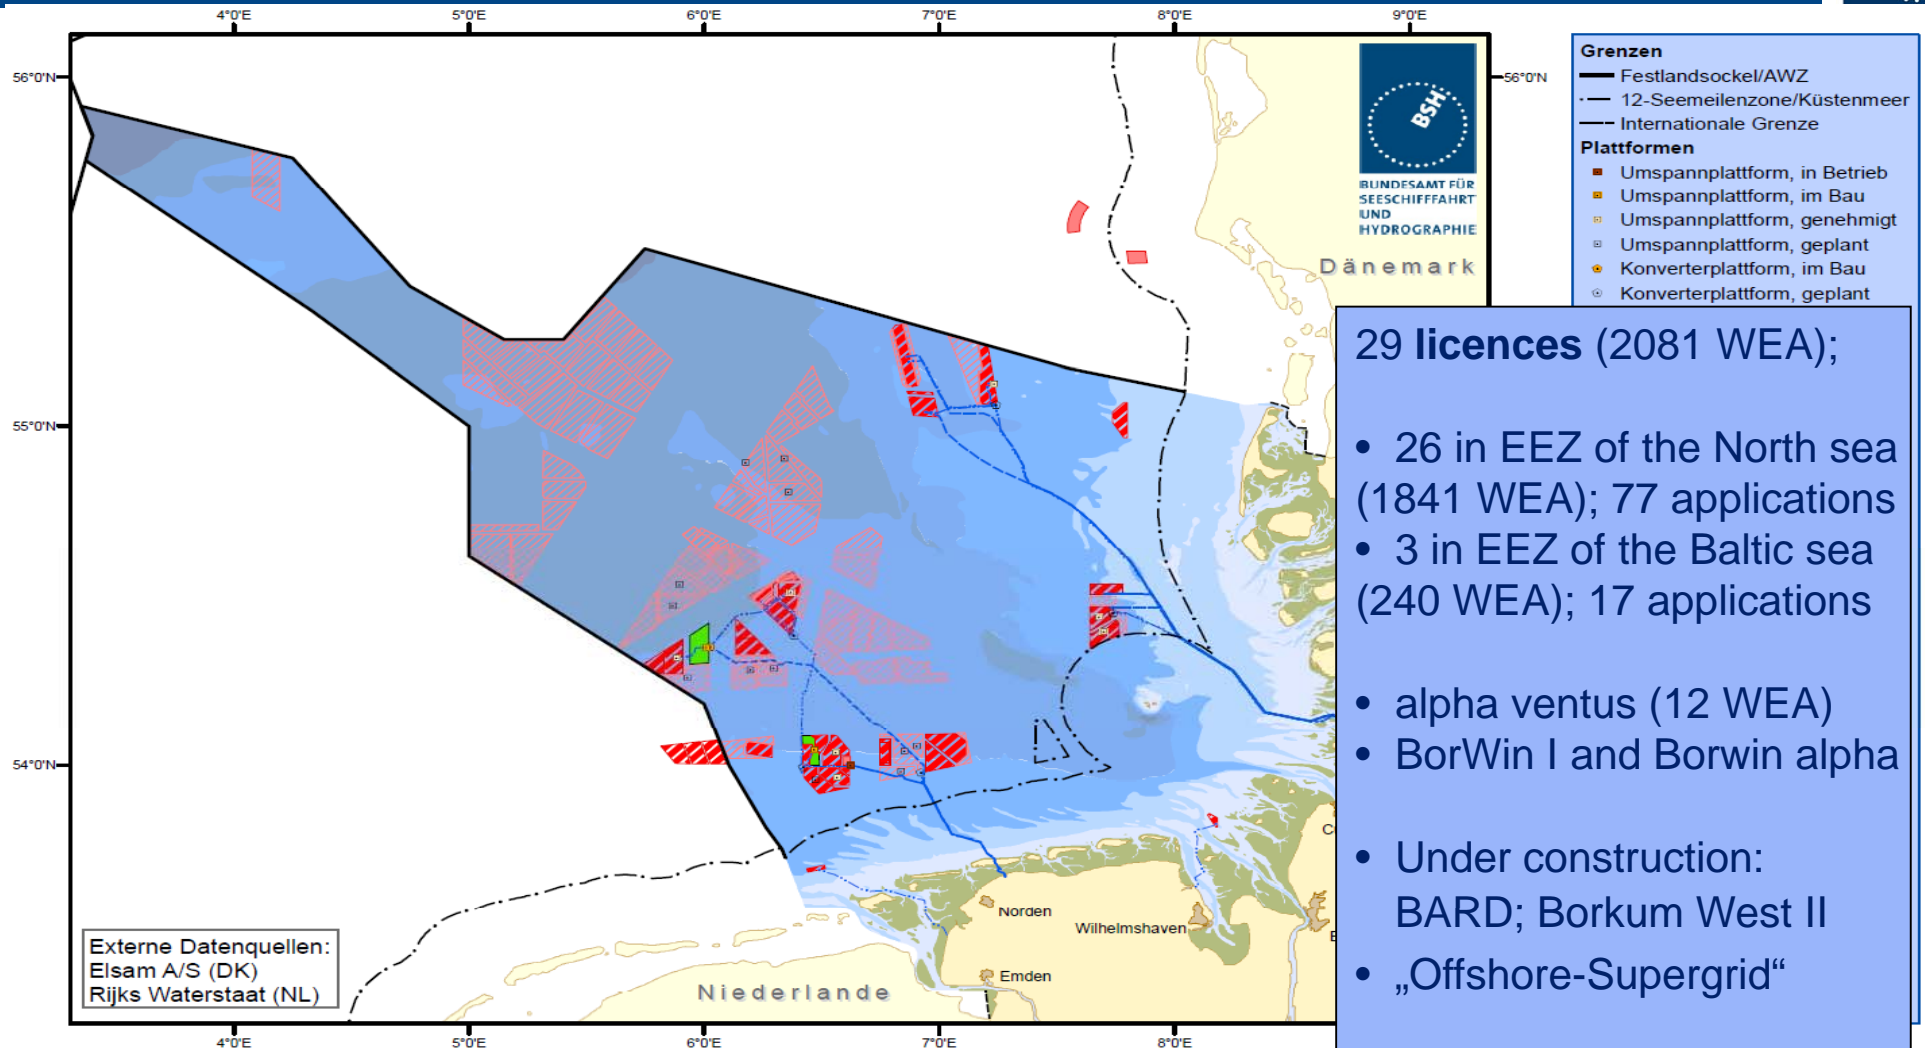 4°0'E 5°0'E 6°0'E 7°0'E 8°0'E 9°0'E
56°0'N
56°0'N
55°0'N
54°0'N
BSH
BUNDESAMT FÜR
SEESCHIFFFAHRT
UND
HYDROGRAPHIE
Dänemark
Grenzen
Festlandsockel/AWZ
12-Seemeilenzone/Küstenmeer
Internationale Grenze
Plattformen
Umspannplattform, in Betrieb
Umspannplattform, im Bau
Umspannplattform, genehmigt
Umspannplattform, geplant
Konverterplattform, im Bau
Konverterplattform, geplant
29 licences (2081 WEA);
• 26 in EEZ of the North sea
(1841 WEA); 77 applications
• 3 in EEZ of the Baltic sea
(240 WEA); 17 applications
• alpha ventus (12 WEA)
• BorWin I and Borwin alpha
• Under construction:
BARD; Borkum West II
• „Offshore-Supergrid“
Norden
Wilhelmshaven
Emden
Niederlande
Externe Datenquellen:
Elsam A/S (DK)
Rijks Waterstaat (NL)
4°0'E 5°0'E 6°0'E 7°0'E 8°0'E